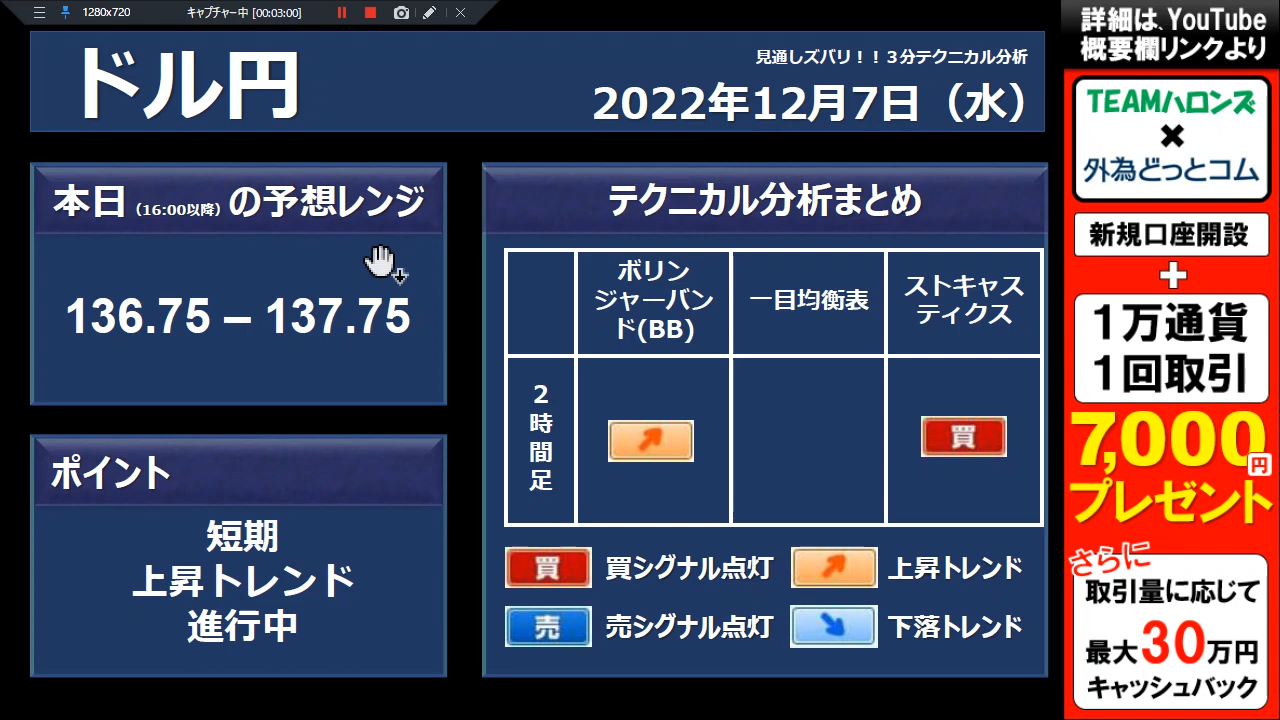 1280x720
キャプチャー中 [00:03:00]
ドル円
見通しズバリ！！３分テクニカル分析
2022年12月7日（水）
本日（16:00以降）の予想レンジ
136.75 – 137.75
ポイント
短期
上昇トレンド
進行中
テクニカル分析まとめ
ボリン
ジャーバン
ド(BB)
一目均衡表
ストキャス
ティクス
２
時
間
足
買
買
買シグナル点灯
上昇トレンド
売
売シグナル点灯
下落トレンド
詳細は、YouTube
概要欄リンクより
TEAMハロンズ
×
外為どっとコム
新規口座開設
+
1万通貨
1回取引
7,000円
プレゼント
さらに
取引量に応じて
最大30万円
キャッシュバック